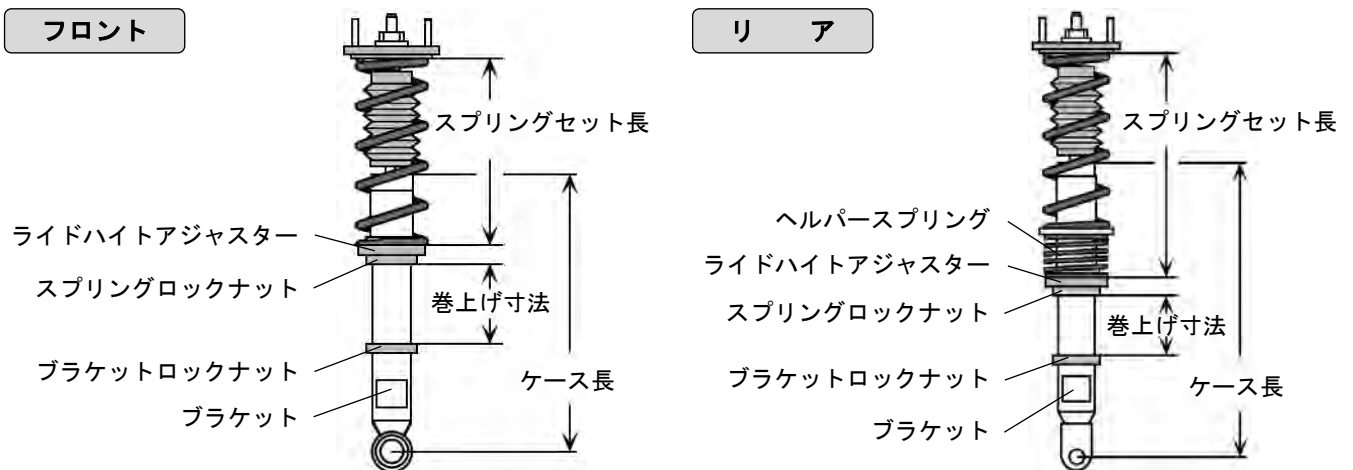 フロント
スプリングセット長
ライドハイトアジャスター
スプリングロックナット
巻上げ寸法
ブラケットロックナット
ケース長
ブラケット
リ　ア
スプリングセット長
ヘルパースプリング
ライドハイトアジャスター
スプリングロックナット
巻上げ寸法
ブラケットロックナット
ケース長
ブラケット